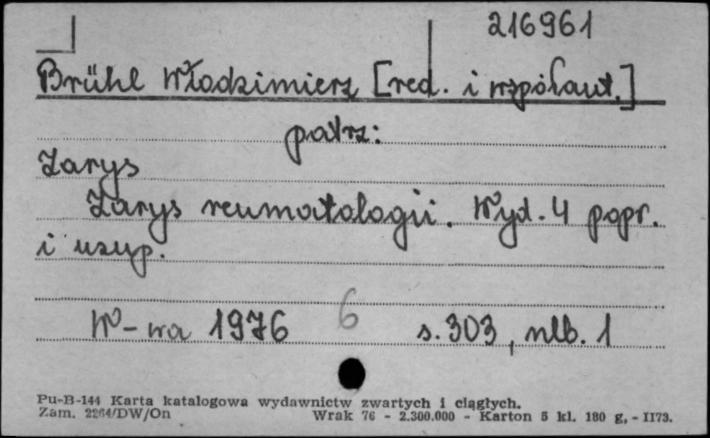 216961
Brühl Włodzimierz [red. i współaut.]
patrz:
Zarys
Zarys reumatologii. Wyd. 4 popr.
i uzup.
W-wa 1976 6 s. 303, nlb. 1
Pu-B-144 Karta katalogowa wydawnictw zwartych i ciągłych.
Zam. 2264/DW/On Wrak 76 - 2.300.000 - Karton 5 kl. 180 g. - II73.